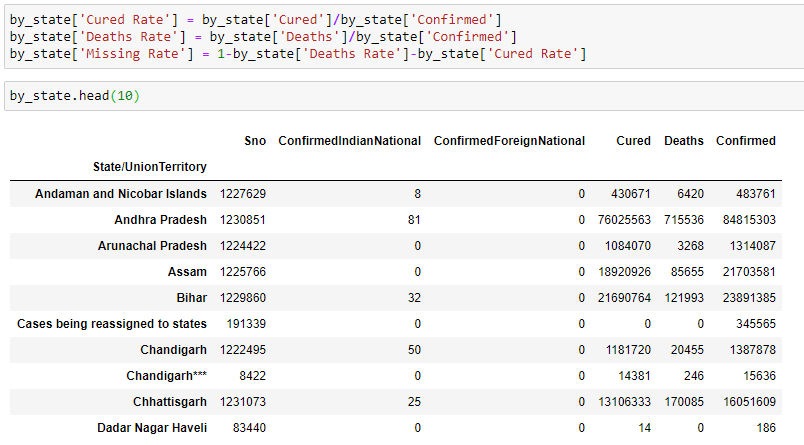 by_state['Cured Rate'] = by_state['Cured']/by_state['Confirmed']
by_state['Deaths Rate'] = by_state['Deaths']/by_state['Confirmed']
by_state['Missing Rate'] = 1-by_state['Deaths Rate']-by_state['Cured Rate']
by_state.head(10)
Sno ConfirmedIndianNational ConfirmedForeignNational Cured Deaths Confirmed
State/UnionTerritory
Andaman and Nicobar Islands 1227629 8 0 430671 6420 483761
Andhra Pradesh 1230851 81 0 76025563 715536 84815303
Arunachal Pradesh 1224422 0 0 1084070 3268 1314087
Assam 1225766 0 0 18920926 85655 21703581
Bihar 1229860 32 0 21690764 121993 23891385
Cases being reassigned to states 191339 0 0 0 0 345565
Chandigarh 1222495 50 0 1181720 20455 1387878
Chandigarh*** 8422 0 0 14381 246 15636
Chhattisgarh 1231073 25 0 13106333 170085 16051609
Dadar Nagar Haveli 83440 0 0 14 0 186